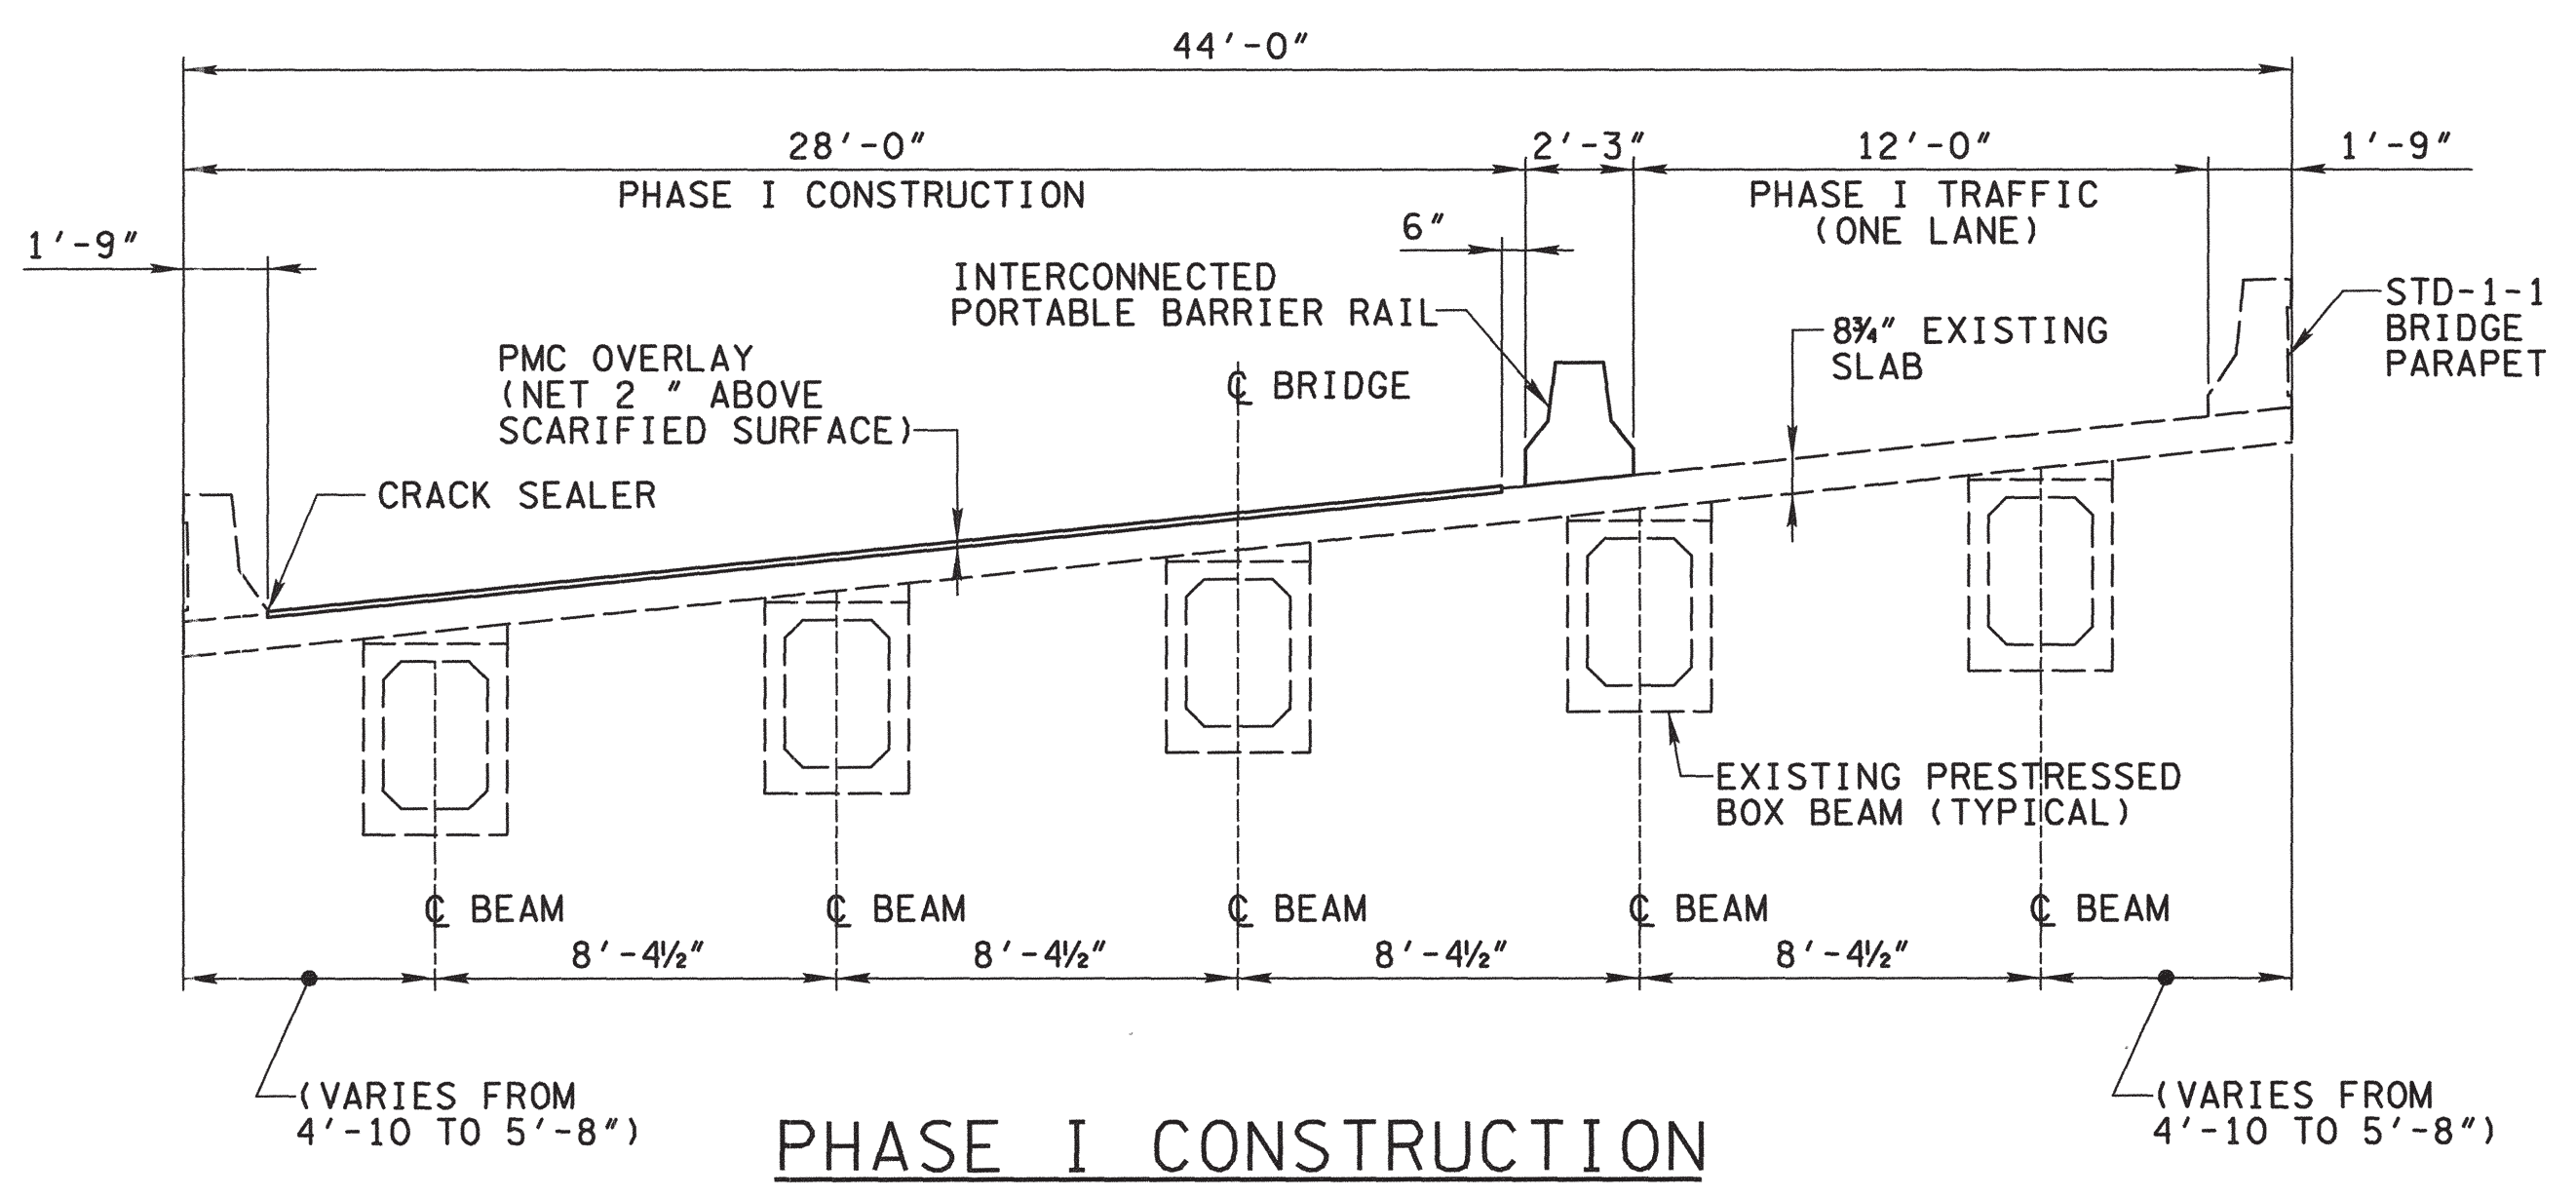 44'-0"
28'-0"
2'-3"
12'-0"
1'-9"
PHASE I CONSTRUCTION
PHASE I TRAFFIC
(ONE LANE)
6"
1'-9"
INTERCONNECTED
PORTABLE BARRIER RAIL
STD-1-1
BRIDGE
PARAPET
8¾" EXISTING
SLAB
PMC OVERLAY
(NET 2 " ABOVE
SCARIFIED SURFACE)
℄ BRIDGE
CRACK SEALER
EXISTING PRESTRESSED
BOX BEAM (TYPICAL)
℄ BEAM
℄ BEAM
℄ BEAM
℄ BEAM
℄ BEAM
8'-4½"
8'-4½"
8'-4½"
8'-4½"
(VARIES FROM
4'-10 TO 5'-8")
(VARIES FROM
4'-10 TO 5'-8")
PHASE I CONSTRUCTION